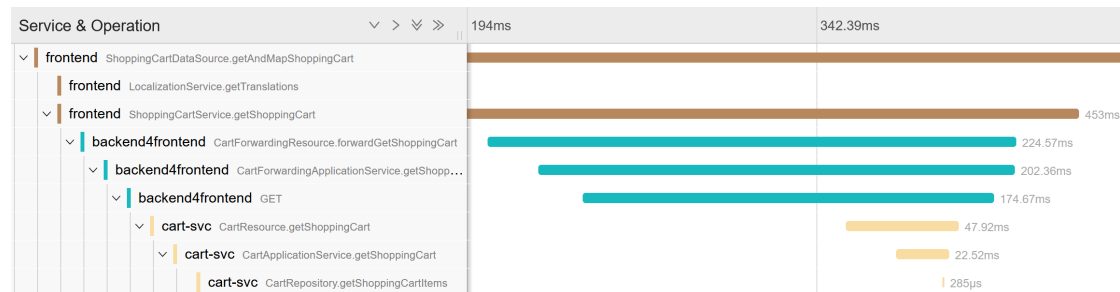 Service & Operation 194ms 342.39ms
frontend ShoppingCartDataSource.getAndMapShoppingCart
frontend LocalizationService.getTranslations
frontend ShoppingCartService.getShoppingCart 453ms
backend4frontend CartForwardingResource.forwardGetShoppingCart 224.57ms
backend4frontend CartForwardingApplicationService.getShopp... 202.36ms
backend4frontend GET 174.67ms
cart-svc CartResource.getShoppingCart 47.92ms
cart-svc CartApplicationService.getShoppingCart 22.52ms
cart-svc CartRepository.getShoppingCartItems 285μs